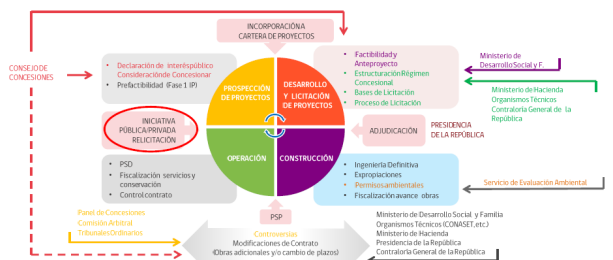 INCORPORACIÓN A
CARTERA DE PROYECTOS
• Declaración de interés público
Consideración de Concesionar
• Prefactibilidad (Fase 1 IP)
CONSEJO DE
CONCESIONES
PROSPECCIÓN
DE PROYECTOS
DESARROLLO
Y LICITACIÓN
DE PROYECTOS
• Factibilidad y
Anteproyecto
• Estructuración Régimen
Concesional
• Bases de Licitación
• Proceso de Licitación
Ministerio de
Desarrollo Social y F.
Ministerio de Hacienda
Organismos Técnicos
Contraloría General de la
República
INICIATIVA
PÚBLICA/PRIVADA
RELICITACIÓN
ADJUDICACIÓN
PRESIDENCIA
DE LA REPÚBLICA
OPERACIÓN
CONSTRUCCIÓN
• PSD
• Fiscalización servicios y
conservación
• Control contrato
• Ingeniería Definitiva
• Expropiaciones
• Permisos ambientales
• Fiscalización avance obras
Servicio de Evaluación Ambiental
PSP
Panel de Concesiones
Comisión Arbitral
Tribunales Ordinarios
Controversias
Modificaciones de Contrato
(Obras adicionales y/o cambio de plazos)
Ministerio de Desarrollo Social y Familia
Organismos Técnicos (CONASET, etc.)
Ministerio de Hacienda
Presidencia de la República
Contraloría General de la República